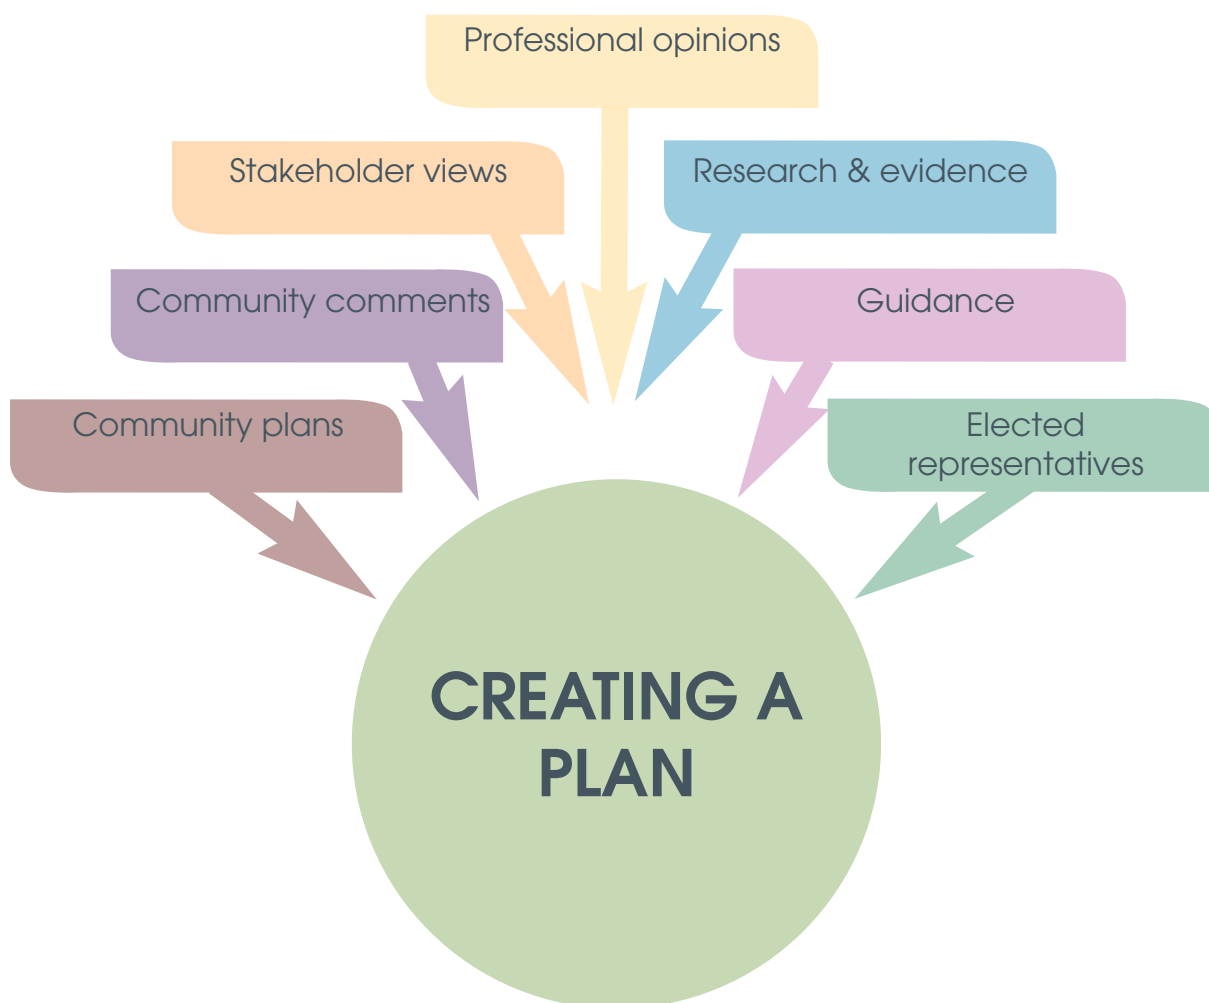 Professional opinions
Stakeholder views
Research & evidence
Community comments
Guidance
Community plans
Elected
representatives
CREATING A
PLAN